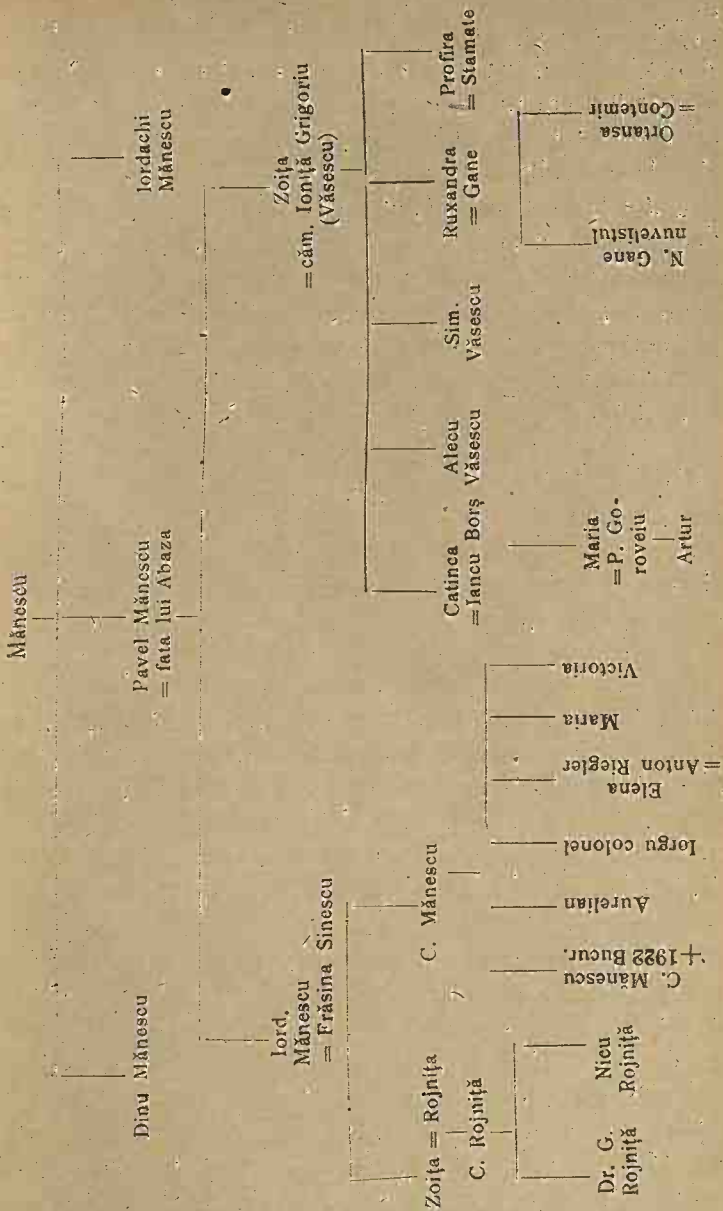 Mănescu
Dinu Mănescu
Pavel Mănescu
= fata lui Abaza
Iordachi
Mănescu
Iord.
Mănescu
= Frăsina Sinescu
Zoița
= căm. Ioniță Grigoriu
(Văsescu)
Zoița = Rojniță
C. Rojniță
C. Mănescu
Catinca
= Iancu Borș
Alecu
Văsescu
Sim.
Văsescu
Ruxandra
= Gane
Profira
= Stamate
Dr. G.
Rojniță
Nicu
Rojniță
C. Mănescu
+1922 Bucur.
Aurelian
Iorgu colonel
Elena
= Anton Riegler
Maria
Victoria
Maria
= P. Go-
roveiu
Artur
N. Gane
nuvelistul
Ortansa
= Contemir